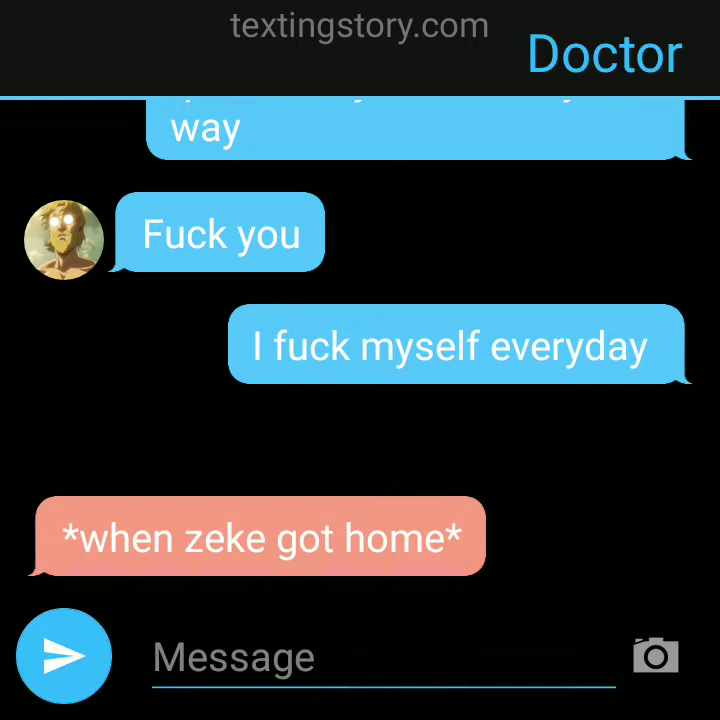 textingstory.com
Doctor
way
Fuck you
I fuck myself everyday
*when zeke got home*
Message